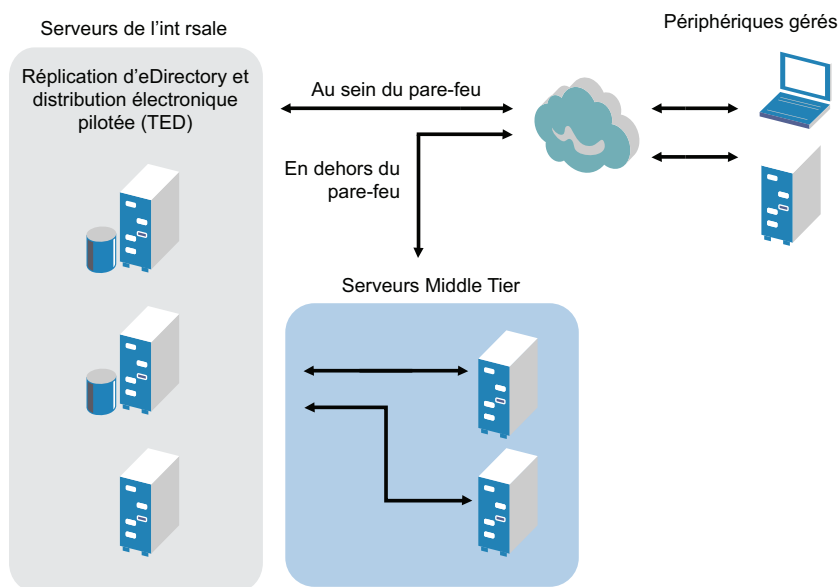 Serveurs de l’int rsale
Périphériques gérés
Réplication d’eDirectory et
distribution électronique
pilotée (TED)
Au sein du pare-feu
En dehors du
pare-feu
Serveurs Middle Tier